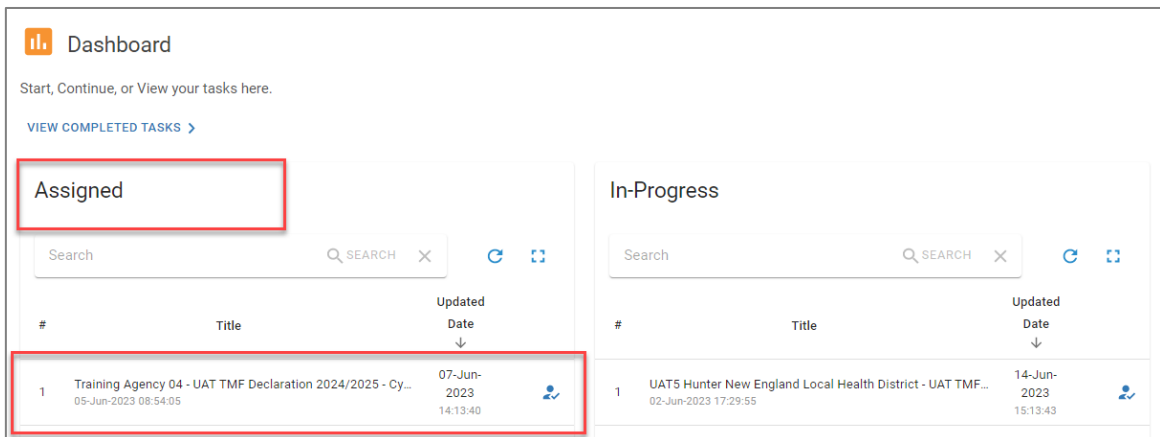 Dashboard
Start, Continue, or View your tasks here.
VIEW COMPLETED TASKS
Assigned
Search SEARCH
# Title Updated Date
1 Training Agency 04 - UAT TMF Declaration 2024/2025 - Cy... 07-Jun-2023
05-Jun-2023 08:54:05 14:13:40
In-Progress
Search SEARCH
# Title Updated Date
1 UAT5 Hunter New England Local Health District - UAT TMF... 14-Jun-2023
02-Jun-2023 17:29:55 15:13:43